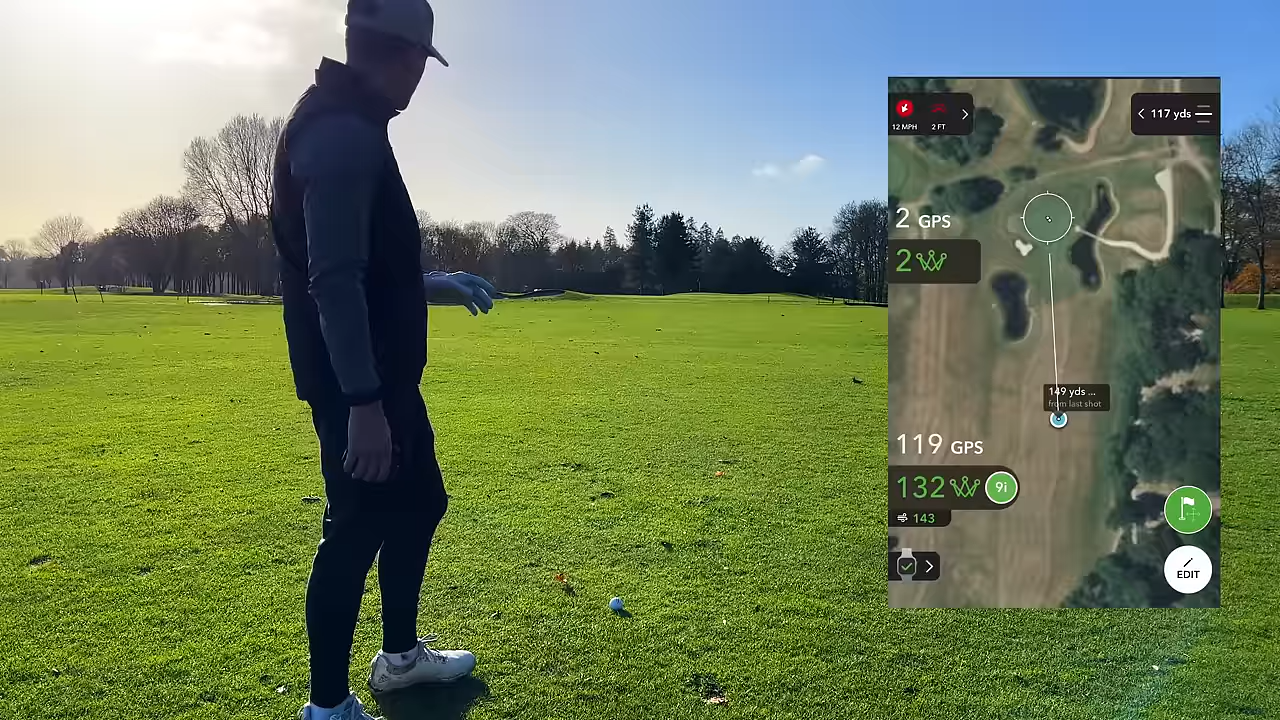 12 MPH
2 FT
117 yds
2 GPS
2
149 yds ...
from last shot
119 GPS
132
9i
143
EDIT